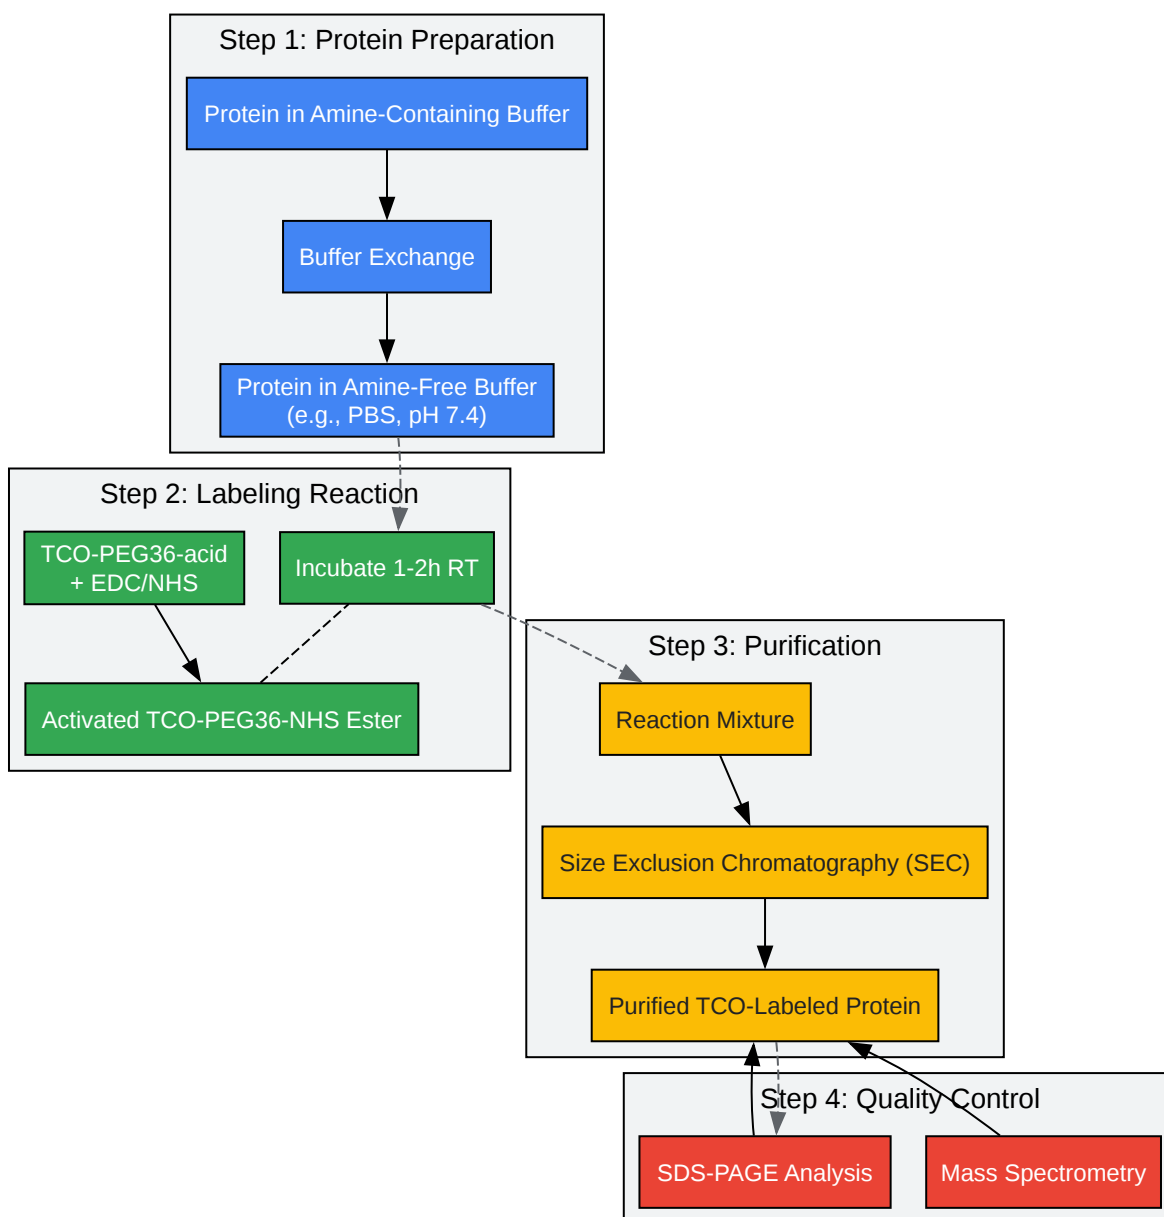 Step 1: Protein Preparation
Protein in Amine-Containing Buffer
Buffer Exchange
Protein in Amine-Free Buffer
(e.g., PBS, pH 7.4)
Step 2: Labeling Reaction
TCO-PEG36-acid
+ EDC/NHS
Incubate 1-2h RT
Activated TCO-PEG36-NHS Ester
Step 3: Purification
Reaction Mixture
Size Exclusion Chromatography (SEC)
Purified TCO-Labeled Protein
Step 4: Quality Control
SDS-PAGE Analysis
Mass Spectrometry